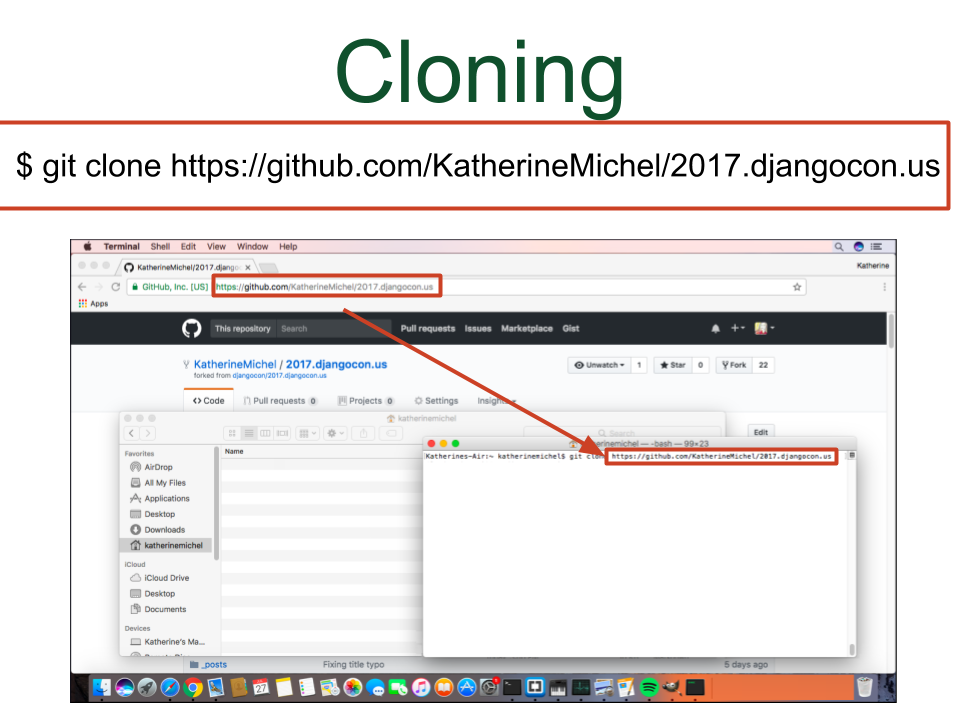 Cloning
$ git clone https://github.com/KatherineMichel/2017.djangocon.us
Terminal Shell Edit View Window Help
KatherineMichel/2017.django
Katherine
GitHub, Inc. [US] https://github.com/KatherineMichel/2017.djangocon.us
Apps
This repository Search Pull requests Issues Marketplace Gist
KatherineMichel / 2017.djangocon.us
forked from djangocon/2017.djangocon.us
Unwatch 1 Star 0 Fork 22
Code Pull requests 0 Projects 0 Settings Insights
katherinemichel
Search
Edit
katherinemichel — -bash — 99×23
Katherines-Air:~ katherinemichel$ git clone https://github.com/KatherineMichel/2017.djangocon.us
Favorites
Name
AirDrop
All My Files
Applications
Desktop
Downloads
katherinemichel
iCloud
iCloud Drive
Desktop
Documents
Devices
Katherine's Ma...
_posts Fixing title typo 5 days ago
27